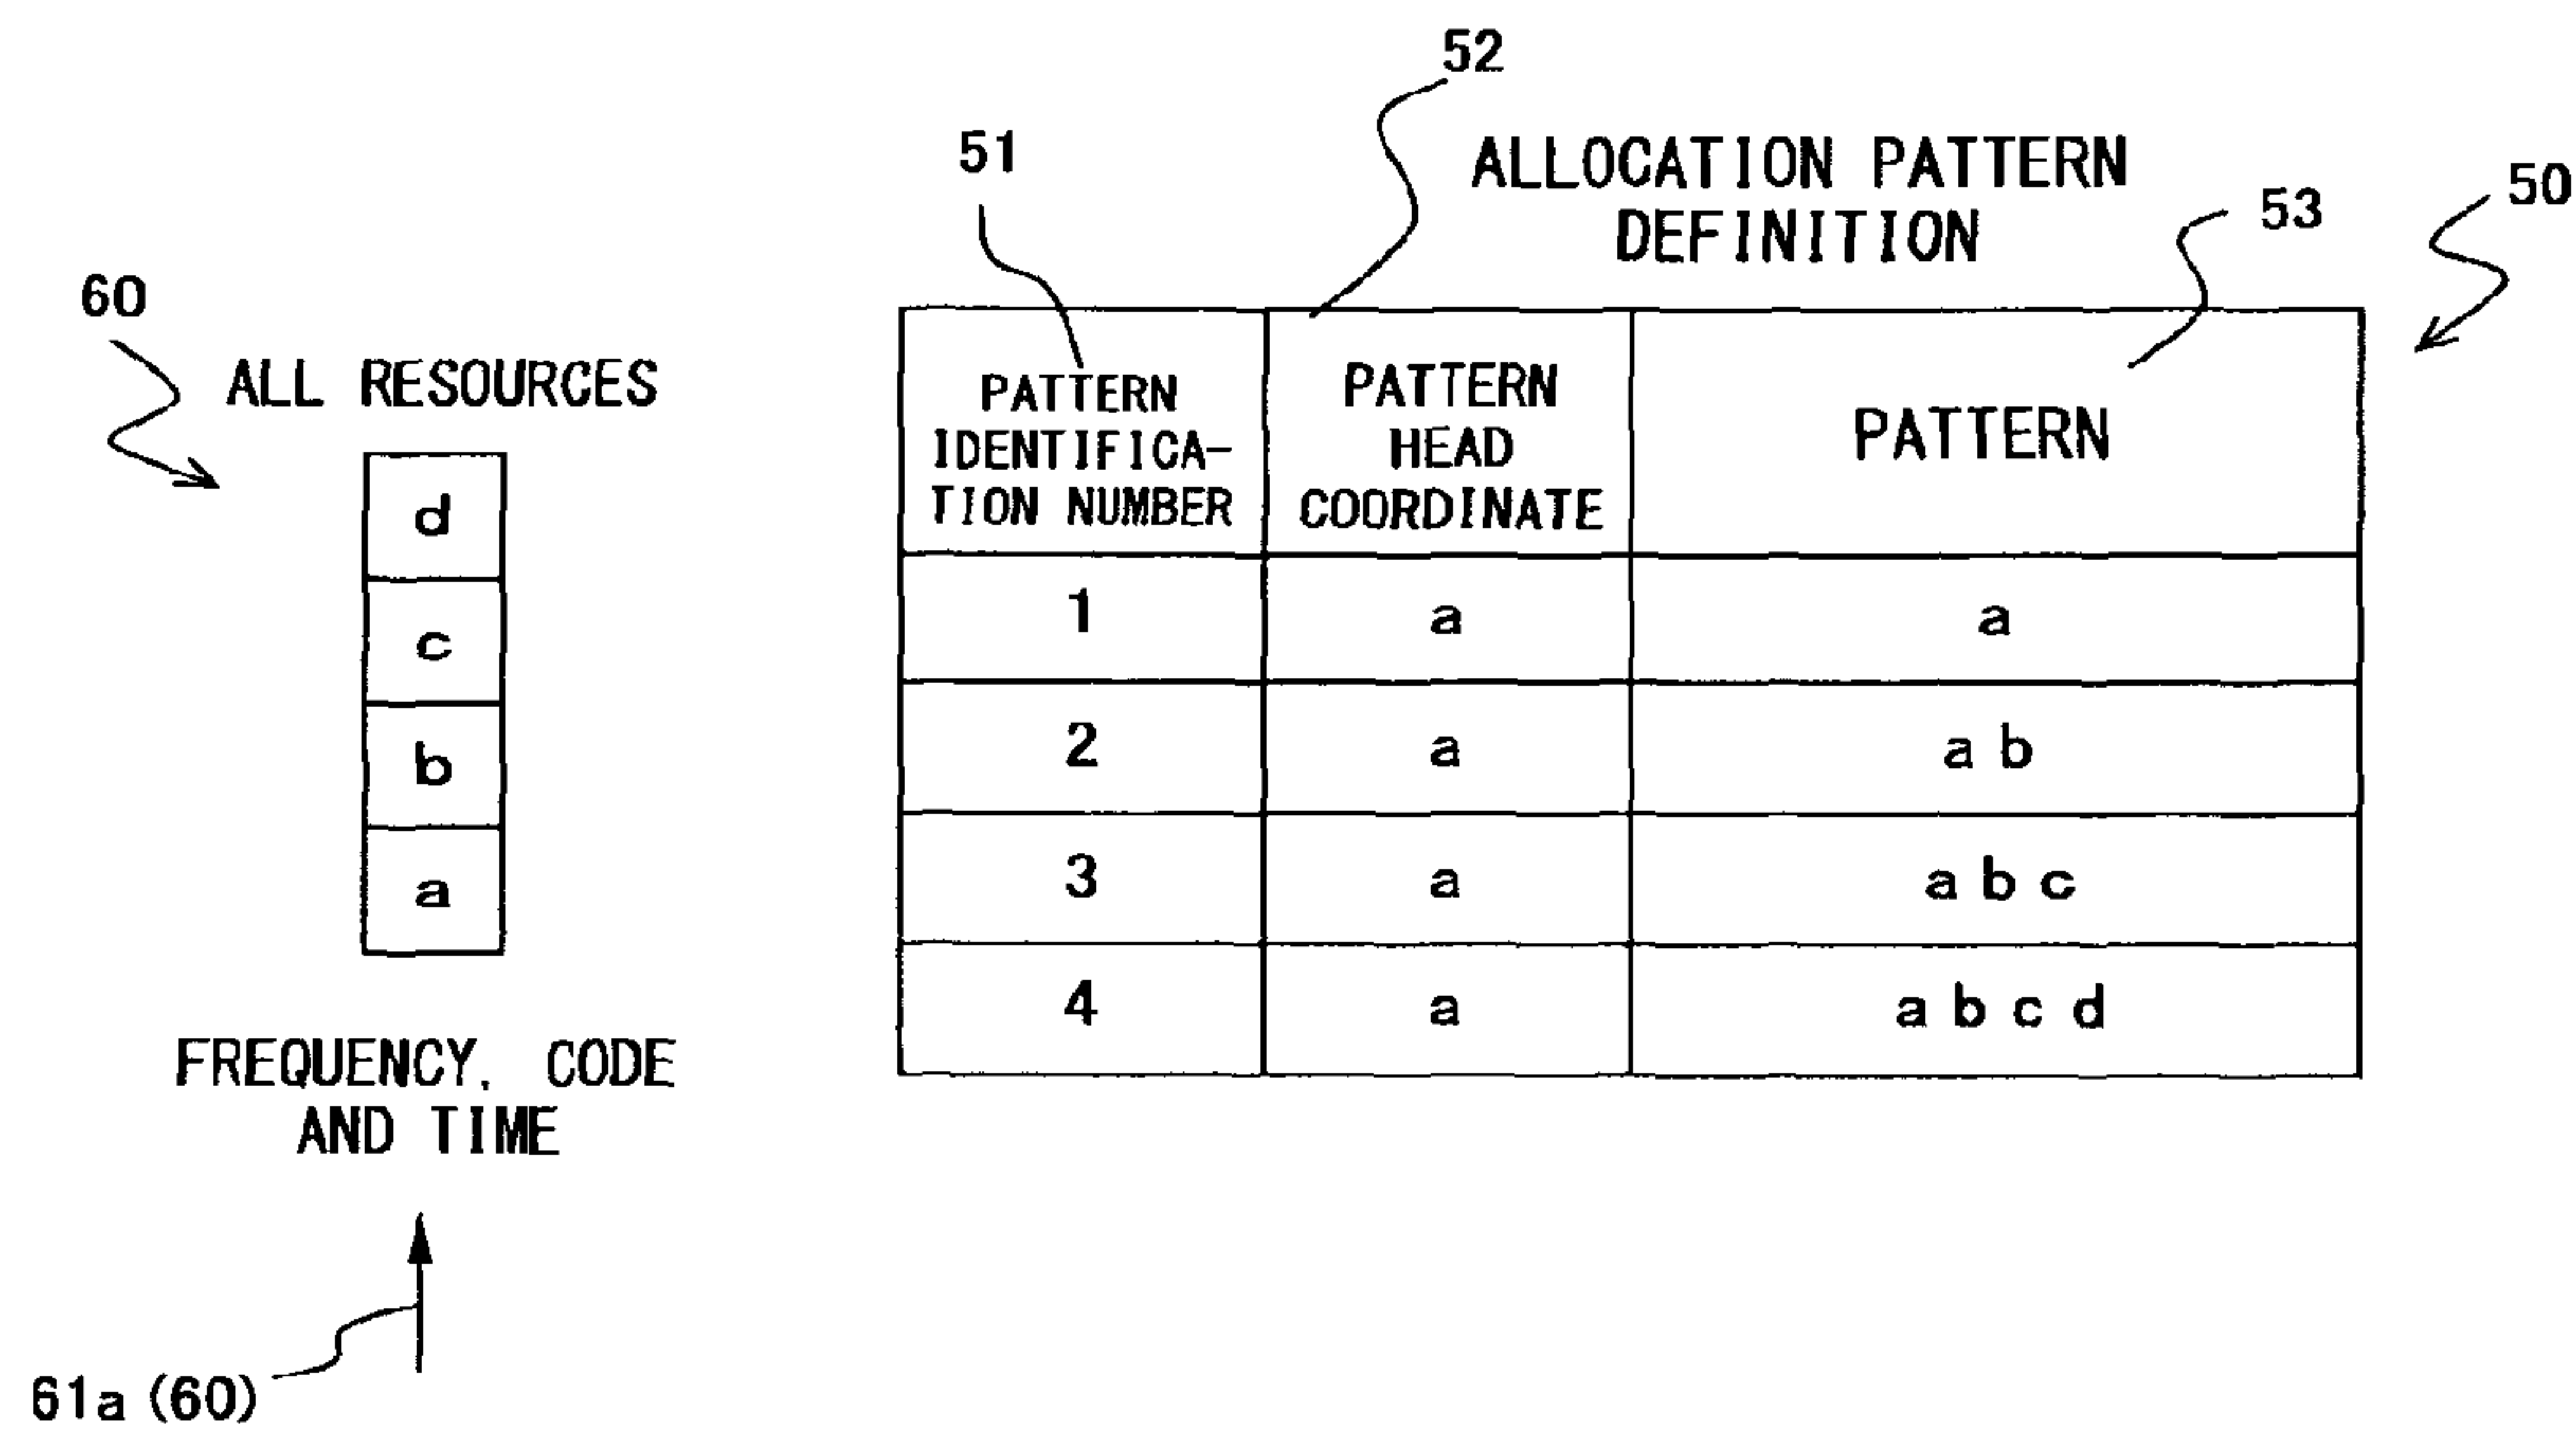 52
51
ALLOCATION PATTERN
DEFINITION
53
50
60
ALL RESOURCES
d
c
b
a
FREQUENCY, CODE
AND TIME
61a (60)
PATTERN
IDENTIFICA-
TION NUMBER
PATTERN
HEAD
COORDINATE
PATTERN
1 a a
2 a a b
3 a a b c
4 a a b c d